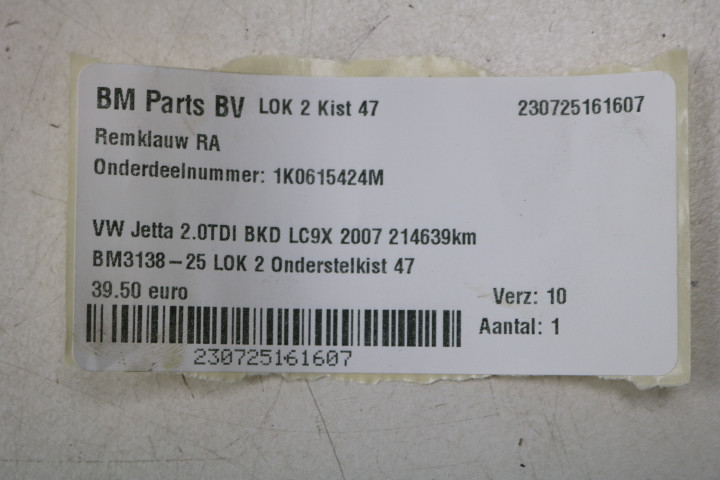 BM Parts BV LOK 2 Kist 47 230725161607
Remklauw RA
Onderdeelnummer: 1K0615424M
VW Jetta 2.0TDI BKD LC9X 2007 214639km
BM3138-25 LOK 2 Onderstelkist 47
39.50 euro Verz: 10
Aantal: 1
230725161607